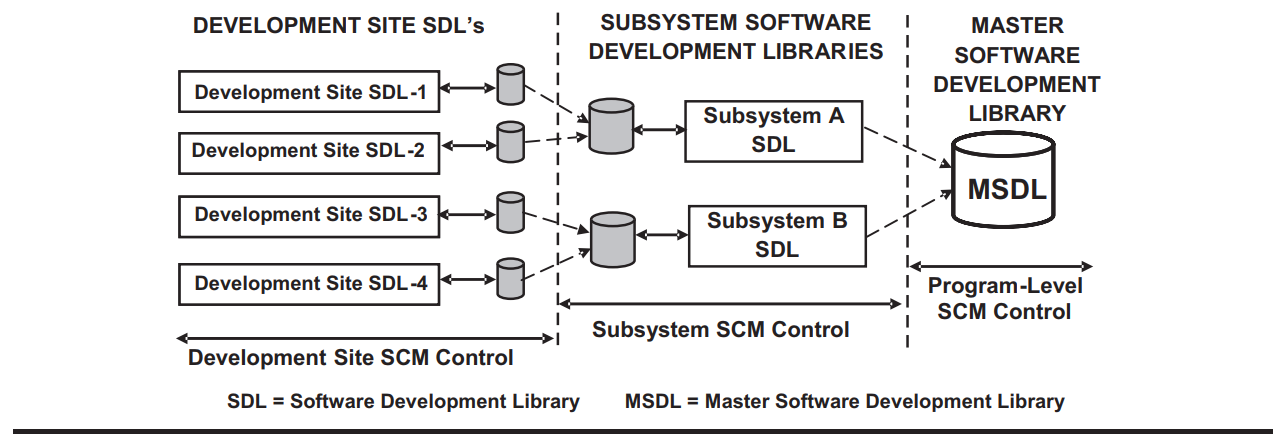 DEVELOPMENT SITE SDL’s
SUBSYSTEM SOFTWARE
DEVELOPMENT LIBRARIES
MASTER
SOFTWARE
DEVELOPMENT
LIBRARY
Development Site SDL-1
Development Site SDL-2
Development Site SDL-3
Development Site SDL-4
Subsystem A
SDL
Subsystem B
SDL
MSDL
Development Site SCM Control
Subsystem SCM Control
Program-Level
SCM Control
SDL = Software Development Library
MSDL = Master Software Development Library